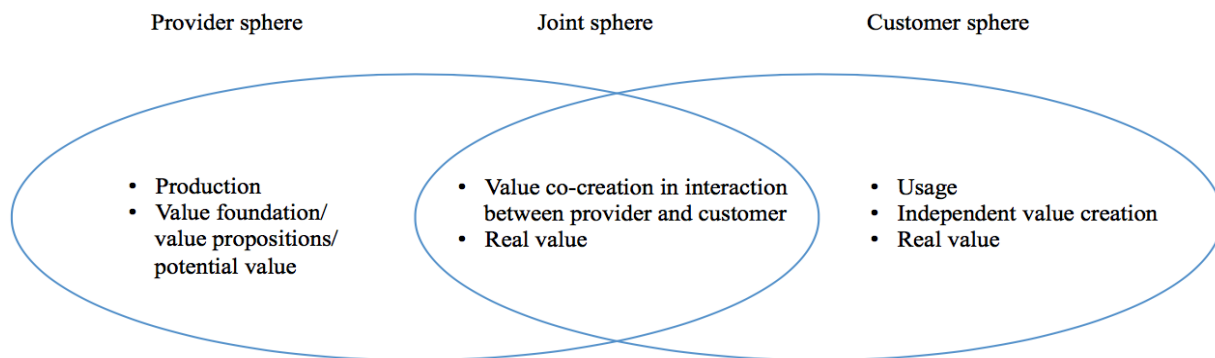 Provider sphere
Joint sphere
Customer sphere
• Production
• Value foundation/
value propositions/
potential value
• Value co-creation in interaction
between provider and customer
• Real value
• Usage
• Independent value creation
• Real value